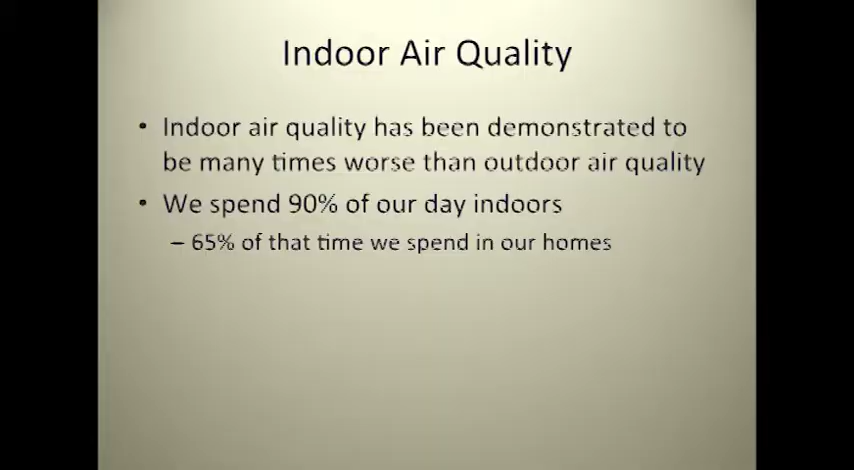 Indoor Air Quality
• Indoor air quality has been demonstrated to
be many times worse than outdoor air quality
• We spend 90% of our day indoors
– 65% of that time we spend in our homes